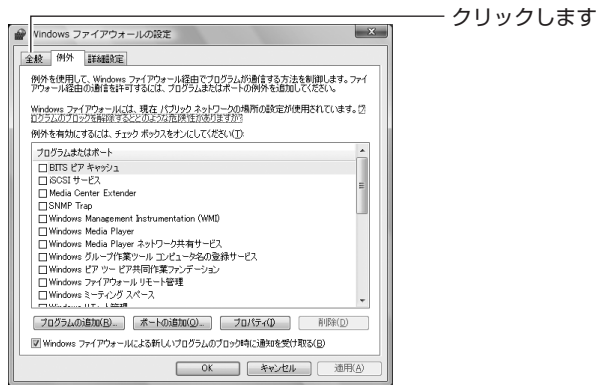 クリックします
Windows ファイアウォールの設定
全般 例外 詳細設定
例外を使用して、Windows ファイアウォール経由でプログラムが通信する方法を制御します。ファイ
アウォール経由の通信を許可するには、プログラムまたはポートの例外を追加してください。
Windows ファイアウォールは、現在 パブリック ネットワークの場所の設定が使用されています。プ
ログラムのブロックを解除するとどのような危険性がありますか?
例外を有効にするには、チェック ボックスをオンにしてください(T):
プログラムまたはポート
BITS ピア キャッシュ
iSCSI サービス
Media Center Extender
SNMP Trap
Windows Management Instrumentation (WMI)
Windows Media Player
Windows Media Player ネットワーク共有サービス
Windows グループ作業ツール コンピュータ名の登録サービス
Windows ピア ツー ピア共同作業ファンデーション
Windows ファイアウォール リモート管理
Windows ミーティング スペース
プログラムの追加(R)... ポートの追加(O)... プロパティ(I) 削除(D)
Windows ファイアウォールによる新しいプログラムのブロック時に通知を受け取る(B)
OK キャンセル 適用(A)